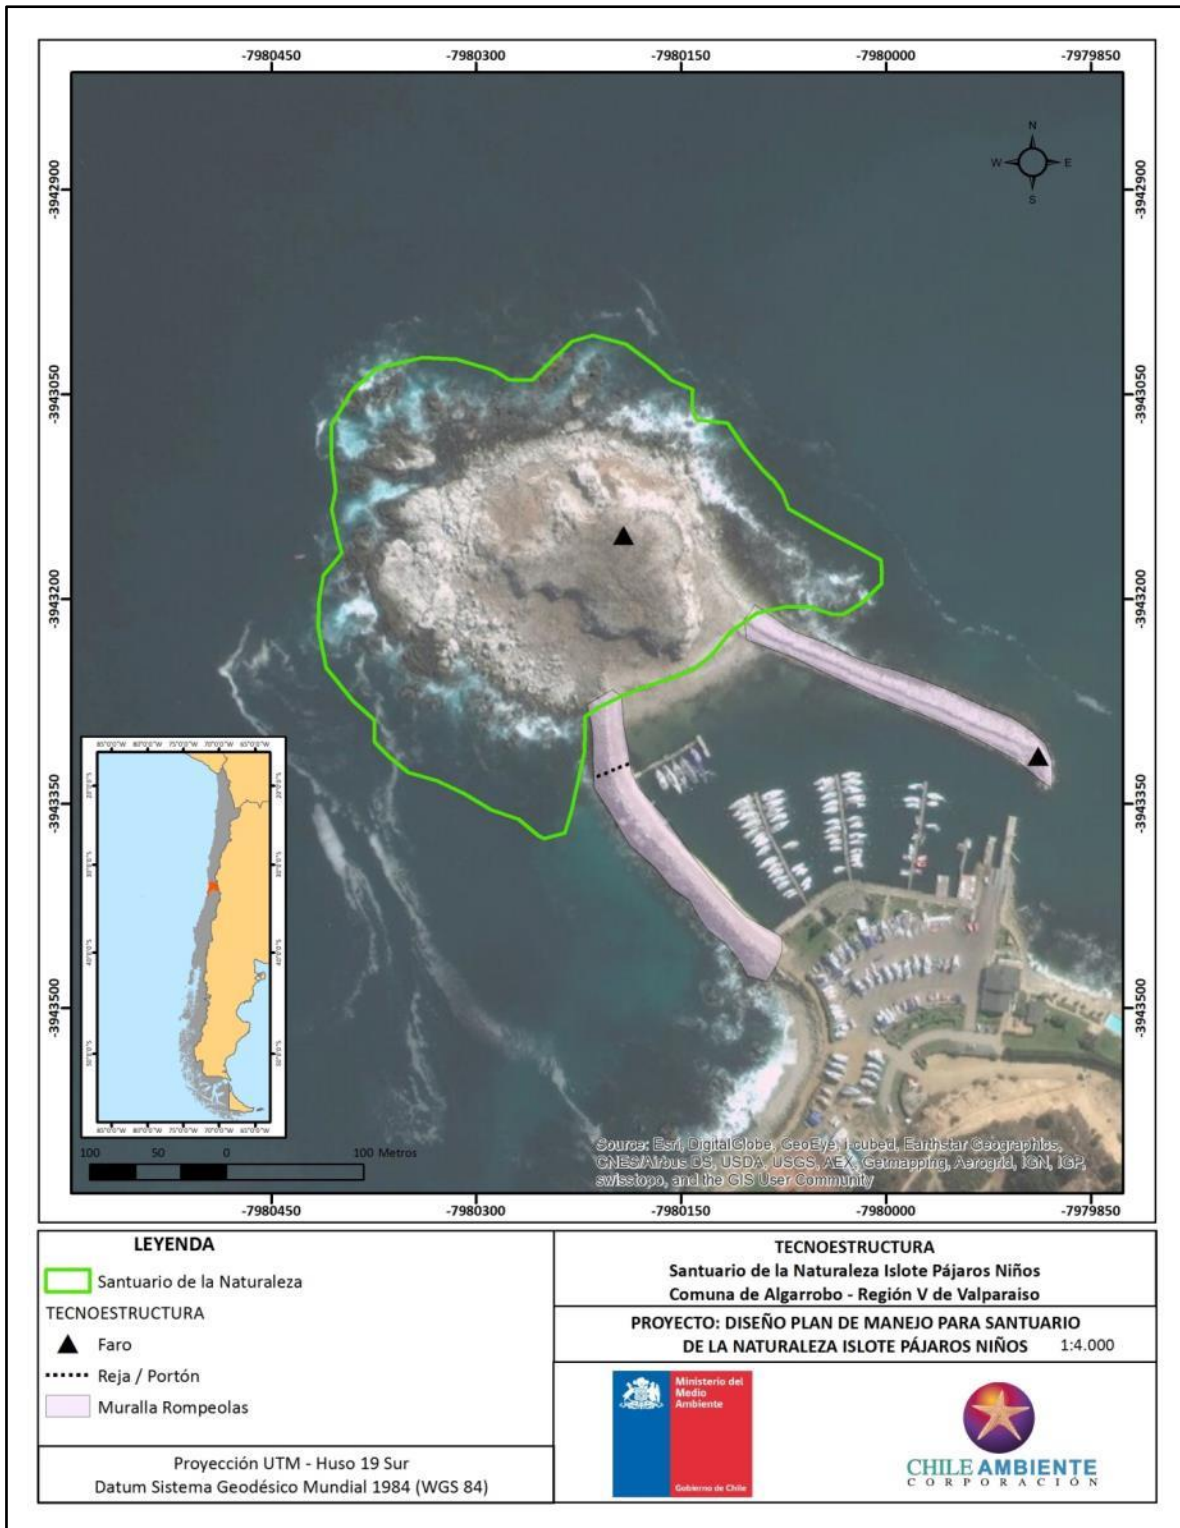 -7980450 -7980300 -7980150 -7980000 -7979850
N
W E
S
-3942900 -3942900
-3943050 -3943050
-3943200 -3943200
-3943350 -3943350
-3943500 -3943500
100 50 0 100 Metros
Source: Esri, DigitalGlobe, GeoEye, i-cubed, Earthstar Geographics,
CNES/Airbus DS, USDA, USGS, AEX, Getmapping, Aerogrid, IGN, IGP,
swisstopo, and the GIS User Community
-7980450 -7980300 -7980150 -7980000 -7979850
LEYENDA
Santuario de la Naturaleza
TECNOESTRUCTURA
Faro
Reja / Portón
Muralla Rompeolas
Proyección UTM - Huso 19 Sur
Datum Sistema Geodésico Mundial 1984 (WGS 84)
TECNOESTRUCTURA
Santuario de la Naturaleza Islote Pájaros Niños
Comuna de Algarrobo - Región V de Valparaiso
PROYECTO: DISEÑO PLAN DE MANEJO PARA SANTUARIO
DE LA NATURALEZA ISLOTE PÁJAROS NIÑOS 1:4.000
Ministerio del
Medio
Ambiente
Gobierno de Chile
CHILE AMBIENTE
CORPORACIÓN